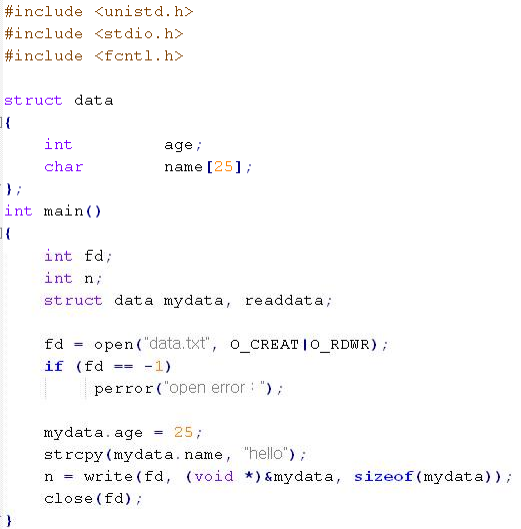 #include <unistd.h>
#include <stdio.h>
#include <fcntl.h>
struct data
{
int age;
char name[25];
};
int main()
{
int fd;
int n;
struct data mydata, readdata;
fd = open("data.txt", O_CREAT|O_RDWR);
if (fd == -1)
perror("open error : ");
mydata.age = 25;
strcpy(mydata.name, "hello");
n = write(fd, (void *)&mydata, sizeof(mydata));
close(fd);
}